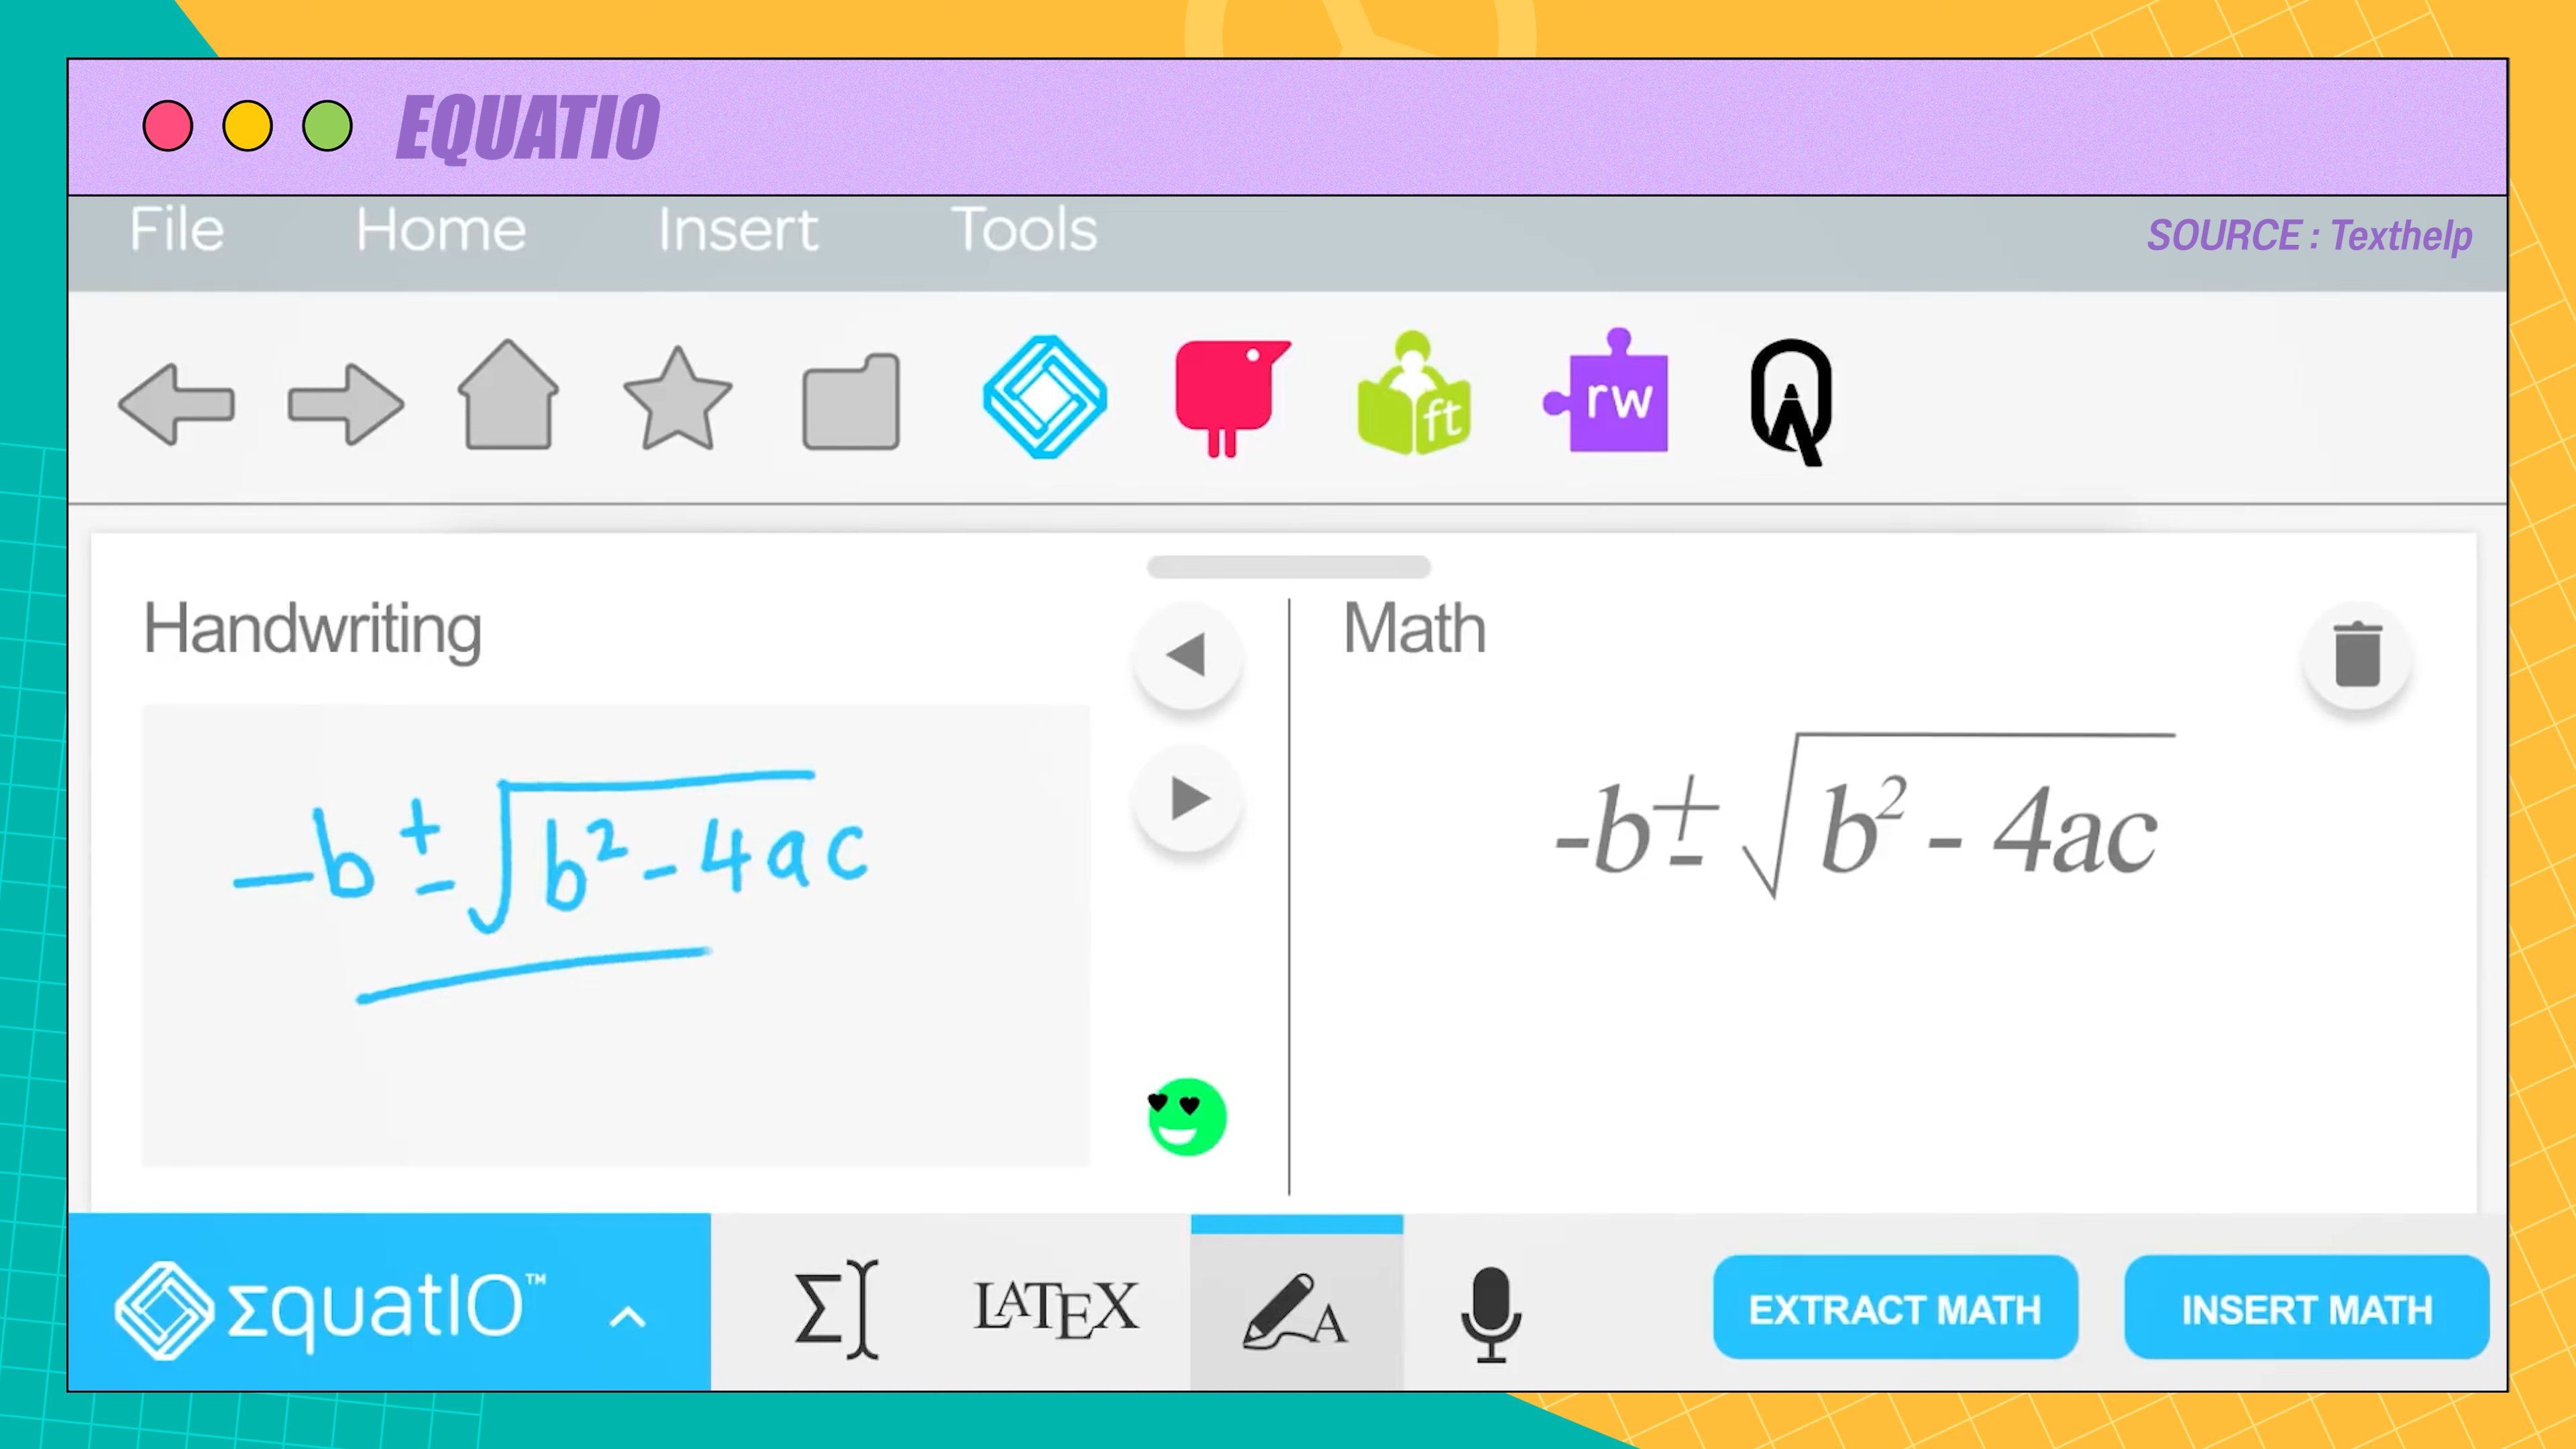 EQUATIO
File Home Insert Tools
SOURCE : Texthelp
ft
rw
Handwriting
Math
-b ± √b² - 4ac
-b ± √b² - 4ac
ΣquatIO™
Σ
LATEX
A
EXTRACT MATH
INSERT MATH